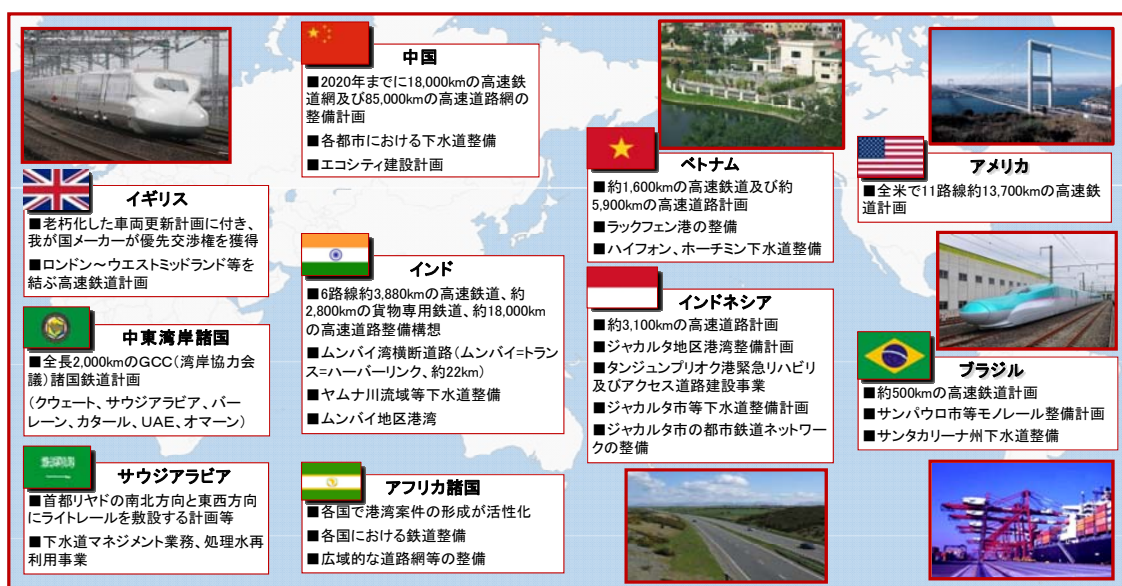 中国
■2020年までに18,000kmの高速鉄
道網及び85,000kmの高速道路網の
整備計画
■各都市における下水道整備
■エコシティ建設計画
ベトナム
■約1,600kmの高速鉄道及び約
5,900kmの高速道路計画
■ラックフェン港の整備
■ハイフォン、ホーチミン下水道整備
アメリカ
■全米で11路線約13,700kmの高速鉄
道計画
イギリス
■老朽化した車両更新計画に付き、
我が国メーカーが優先交渉権を獲得
■ロンドン～ウエストミッドランド等を
結ぶ高速鉄道計画
インド
■6路線約3,880kmの高速鉄道、約
2,800kmの貨物専用鉄道、約18,000km
の高速道路整備構想
■ムンバイ湾横断道路(ムンバイ=トラン
ス=ハーバーリンク、約22km)
■ヤムナ川流域等下水道整備
■ムンバイ地区港湾
インドネシア
■約3,100kmの高速道路計画
■ジャカルタ地区港湾整備計画
■タンジュンプリオク港緊急リハビリ
及びアクセス道路建設事業
■ジャカルタ市等下水道整備計画
■ジャカルタ市の都市鉄道ネットワー
クの整備
中東湾岸諸国
■全長2,000kmのGCC(湾岸協力会
議)諸国鉄道計画
(クウェート、サウジアラビア、バー
レーン、カタール、UAE、オマーン)
ブラジル
■約500kmの高速鉄道計画
■サンパウロ市等モノレール整備計画
■サンタカリーナ州下水道整備
サウジアラビア
■首都リヤドの南北方向と東西方向
にライトレールを敷設する計画等
■下水道マネジメント業務、処理水再
利用事業
アフリカ諸国
■各国で港湾案件の形成が活性化
■各国における鉄道整備
■広域的な道路網等の整備